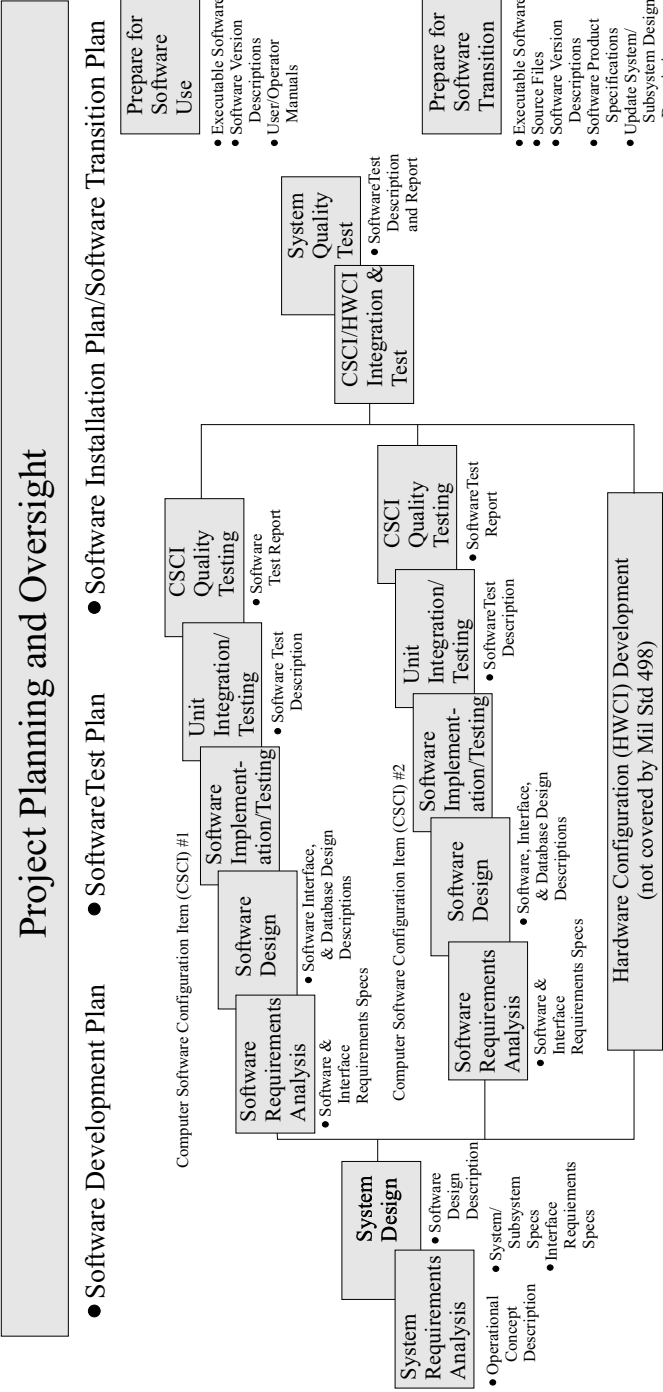 Project Planning and Oversight
● Software Development Plan
● SoftwareTest Plan
● Software Installation Plan/Software Transition Plan
System
Requirements
Analysis
● Operational
Concept
Description
System
Design
● Software
Design
Description
● System/
Subsystem
Specs
● Interface
Requiements
Specs
Computer Software Configuration Item (CSCI) #1
Software
Requirements
Analysis
● Software &
Interface
Requirements Specs
Software
Design
● Software Interface,
& Database Design
Descriptions
Software
Implement-
ation/Testing
Unit
Integration/
Testing
● Software Test
Description
CSCI
Quality
Testing
● Software
Test Report
Computer Software Configuration Item (CSCI) #2
Software
Requirements
Analysis
● Software &
Interface
Requirements Specs
Software
Design
● Software, Interface,
& Database Design
Descriptions
Software
Implement-
ation/Testing
Unit
Integration/
Testing
● SoftwareTest
Description
CSCI
Quality
Testing
● SoftwareTest
Report
Hardware Configuration (HWCI) Development
(not covered by Mil Std 498)
CSCI/HWCI
Integration &
Test
System
Quality
Test
● SoftwareTest
Description
and Report
Prepare for
Software
Use
● Executable Software
● Software Version
Descriptions
● User/Operator
Manuals
Prepare for
Software
Transition
● Executable Software
● Source Files
● Software Version
Descriptions
● Software Product
Specifications
● Update System/
Subsystem Design